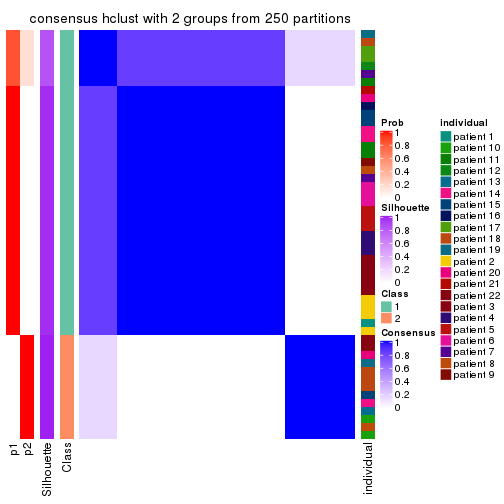 consensus hclust with 2 groups from 250 partitions
Prob
1
0.8
0.6
0.4
0.2
0
Silhouette
1
0.8
0.6
0.4
0.2
0
Class
1
2
Consensus
1
0.8
0.6
0.4
0.2
0
individual
patient 1
patient 10
patient 11
patient 12
patient 13
patient 14
patient 15
patient 16
patient 17
patient 18
patient 19
patient 2
patient 20
patient 21
patient 22
patient 3
patient 4
patient 5
patient 6
patient 7
patient 8
patient 9
p1
p2
Silhouette
Class
individual